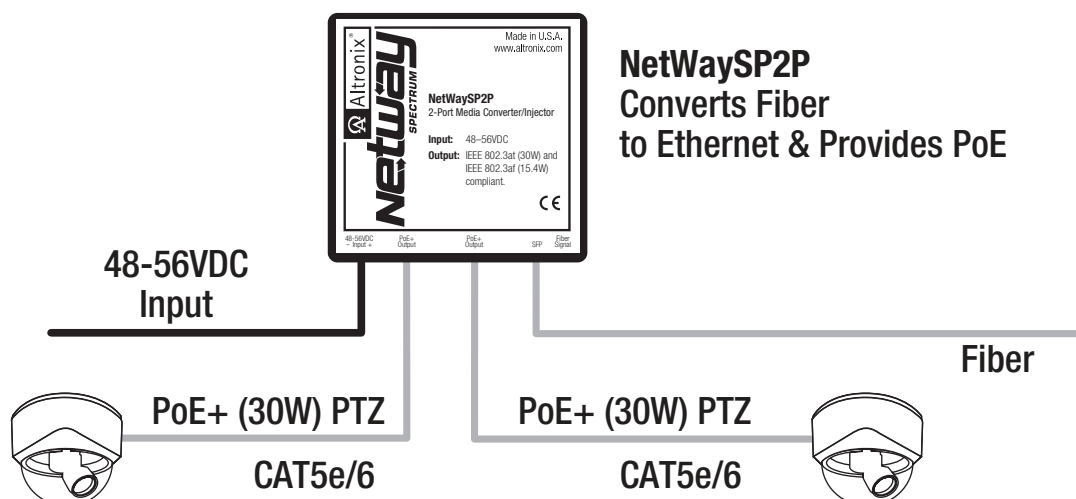 Altronix®
Netway
SPECTRUM
Made in U.S.A.
www.altronix.com
NetWaySP2P
2-Port Media Converter/Injector
Input: 48–56VDC
Output: IEEE 802.3at (30W) and
IEEE 802.3af (15.4W)
compliant.
CE
48-56VDC
– Input +
PoE+
Output
PoE+
Output
SFP
Fiber
Signal
NetWaySP2P
Converts Fiber
to Ethernet & Provides PoE
48-56VDC
Input
Fiber
PoE+ (30W) PTZ
CAT5e/6
PoE+ (30W) PTZ
CAT5e/6